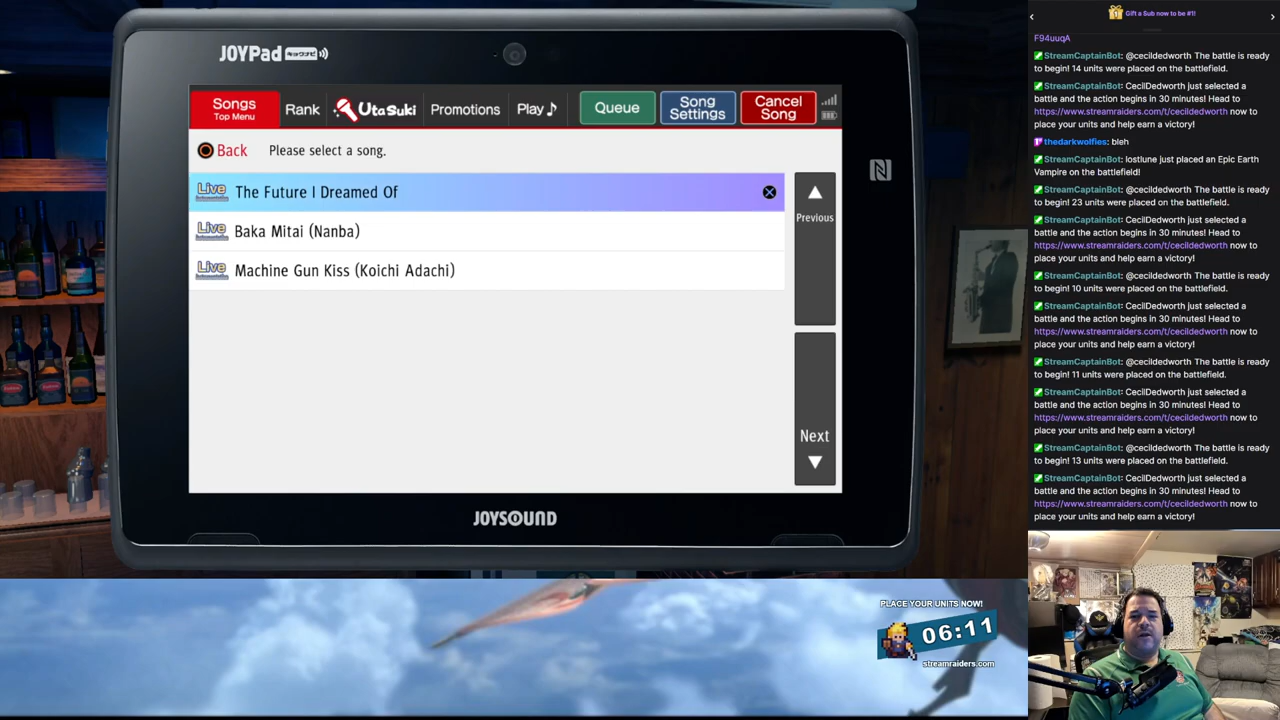 JOYPad キックナビ
Songs
Top Menu
Rank
UtaSuki
Promotions
Play♪
Queue
Song
Settings
Cancel
Song
Back
Please select a song.
Live The Future I Dreamed Of
Previous
Live Baka Mitai (Nanba)
Live Machine Gun Kiss (Koichi Adachi)
Next
JOYSOUND
PLACE YOUR UNITS NOW!
06:11
streamraiders.com
Gift a Sub now to be #1!
F94uuqA
StreamCaptainBot: @cecildedworth The battle is ready
to begin! 14 units were placed on the battlefield.
StreamCaptainBot: CecilDedworth just selected a
battle and the action begins in 30 minutes! Head to
https://www.streamraiders.com/t/cecildedworth now to
place your units and help earn a victory!
thedarkwolfies: bleh
StreamCaptainBot: lostlune just placed an Epic Earth
Vampire on the battlefield!
StreamCaptainBot: @cecildedworth The battle is ready
to begin! 23 units were placed on the battlefield.
StreamCaptainBot: CecilDedworth just selected a
battle and the action begins in 30 minutes! Head to
https://www.streamraiders.com/t/cecildedworth now to
place your units and help earn a victory!
StreamCaptainBot: @cecildedworth The battle is ready
to begin! 10 units were placed on the battlefield.
StreamCaptainBot: CecilDedworth just selected a
battle and the action begins in 30 minutes! Head to
https://www.streamraiders.com/t/cecildedworth now to
place your units and help earn a victory!
StreamCaptainBot: @cecildedworth The battle is ready
to begin! 11 units were placed on the battlefield.
StreamCaptainBot: CecilDedworth just selected a
battle and the action begins in 30 minutes! Head to
https://www.streamraiders.com/t/cecildedworth now to
place your units and help earn a victory!
StreamCaptainBot: @cecildedworth The battle is ready
to begin! 13 units were placed on the battlefield.
StreamCaptainBot: CecilDedworth just selected a
battle and the action begins in 30 minutes! Head to
https://www.streamraiders.com/t/cecildedworth now to
place your units and help earn a victory!